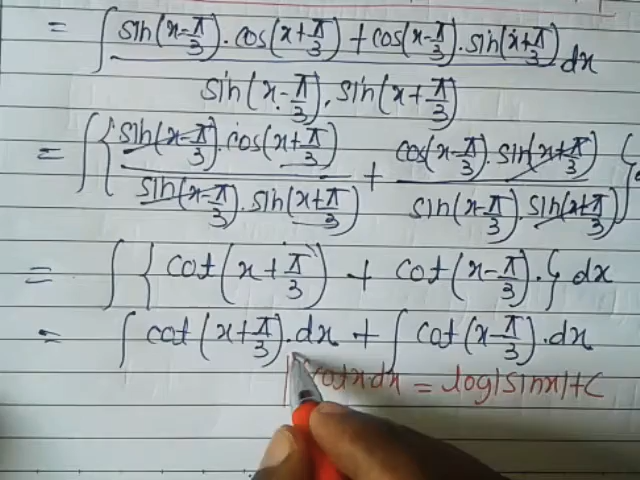 = ∫ sin(x-π/3).cos(x+π/3)+cos(x-π/3).sin(x+π/3) dx
sin(x-π/3).sin(x+π/3)
= ∫{ sin(x-π/3).cos(x+π/3) / sin(x-π/3).sin(x+π/3) + cos(x-π/3).sin(x+π/3) / sin(x-π/3).sin(x+π/3) }
= ∫ { cot(x+π/3) + cot(x-π/3).} dx
= ∫ cot(x+π/3).dx + ∫ cot(x-π/3).dx
∫cotxdx = log|sinx|+C